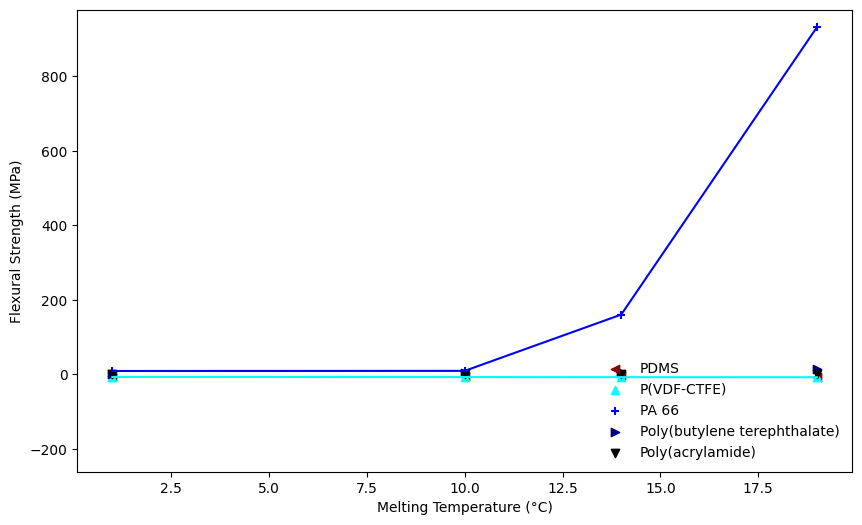 800
600
400
200
0
−200
Flexural Strength (MPa)
PDMS
P(VDF-CTFE)
PA 66
Poly(butylene terephthalate)
Poly(acrylamide)
2.5 5.0 7.5 10.0 12.5 15.0 17.5
Melting Temperature (°C)